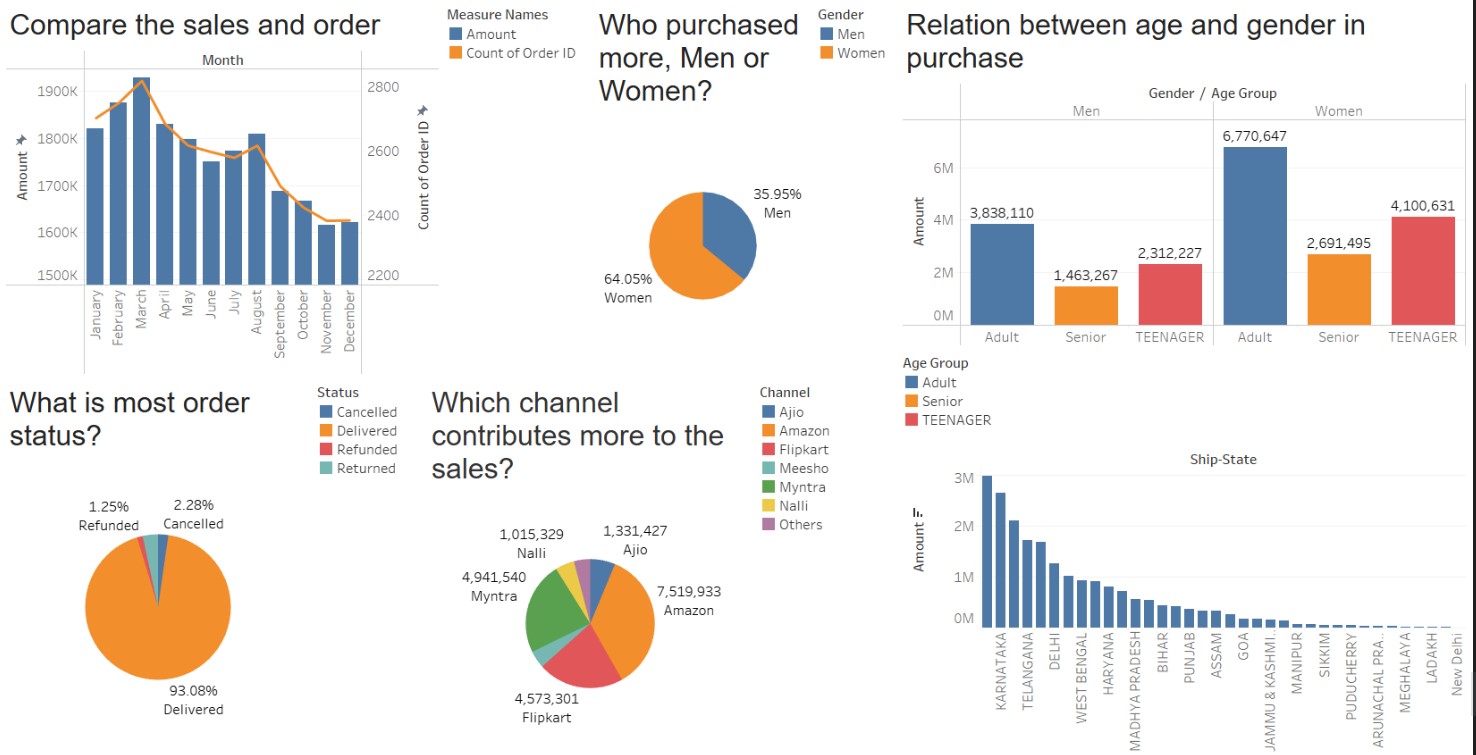 Compare the sales and order
Measure Names
Amount
Count of Order ID
Month
1900K
1800K
1700K
1600K
1500K
Amount
2800
2600
2400
2200
Count of Order ID
January
February
March
April
May
June
July
August
September
October
November
December
Who purchased
more, Men or
Women?
Gender
Men
Women
35.95%
Men
64.05%
Women
Relation between age and gender in
purchase
Gender / Age Group
Men
Women
6M
4M
2M
0M
Amount
3,838,110
1,463,267
2,312,227
6,770,647
2,691,495
4,100,631
Adult
Senior
TEENAGER
Adult
Senior
TEENAGER
Age Group
Adult
Senior
TEENAGER
What is most order
status?
Status
Cancelled
Delivered
Refunded
Returned
1.25%
Refunded
2.28%
Cancelled
93.08%
Delivered
Which channel
contributes more to the
sales?
Channel
Ajio
Amazon
Flipkart
Meesho
Myntra
Nalli
Others
1,015,329
Nalli
1,331,427
Ajio
4,941,540
Myntra
7,519,933
Amazon
4,573,301
Flipkart
Ship-State
3M
2M
1M
0M
Amount
KARNATAKA
TELANGANA
DELHI
WEST BENGAL
HARYANA
MADHYA PRADESH
BIHAR
PUNJAB
ASSAM
GOA
JAMMU & KASHMI..
MANIPUR
SIKKIM
PUDUCHERRY
ARUNACHAL PRA..
MEGHALAYA
LADAKH
New Delhi